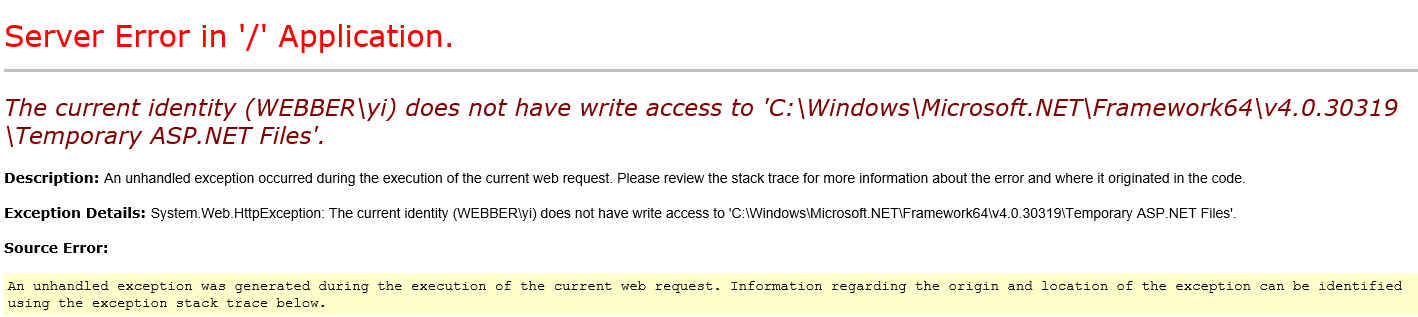 Server Error in '/' Application.
The current identity (WEBBER\yi) does not have write access to 'C:\Windows\Microsoft.NET\Framework64\v4.0.30319
\Temporary ASP.NET Files'.
Description: An unhandled exception occurred during the execution of the current web request. Please review the stack trace for more information about the error and where it originated in the code.
Exception Details: System.Web.HttpException: The current identity (WEBBER\yi) does not have write access to 'C:\Windows\Microsoft.NET\Framework64\v4.0.30319\Temporary ASP.NET Files'.
Source Error:
An unhandled exception was generated during the execution of the current web request. Information regarding the origin and location of the exception can be identified
using the exception stack trace below.